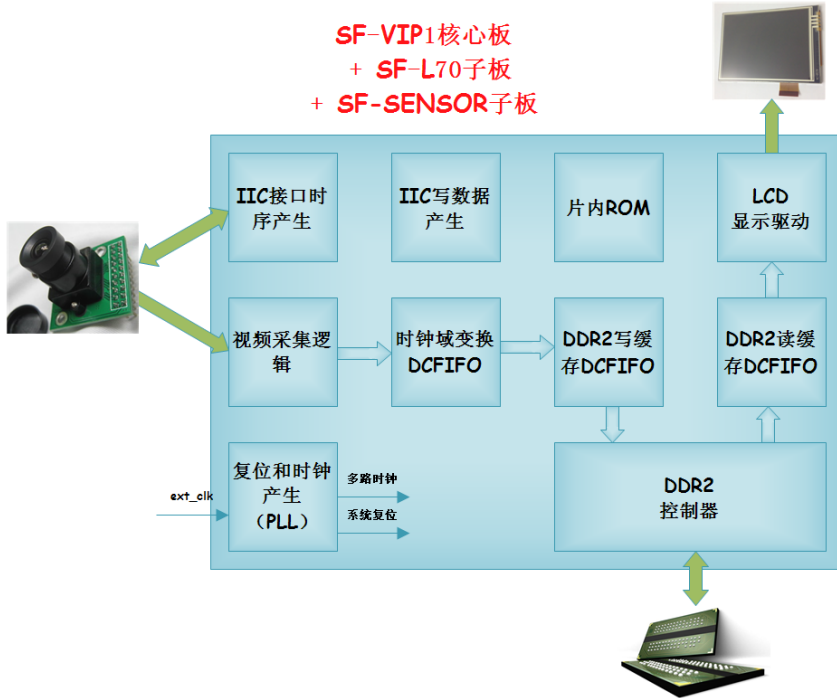 SF-VIP1核心板
+ SF-L70子板
+ SF-SENSOR子板
IIC接口时
序产生
IIC写数据
产生
片内ROM
LCD
显示驱动
视频采集逻
辑
时钟域变换
DCFIFO
DDR2写缓
存DCFIFO
DDR2读缓
存DCFIFO
复位和时钟
产生
（PLL）
ext_clk
多路时钟
系统复位
DDR2
控制器